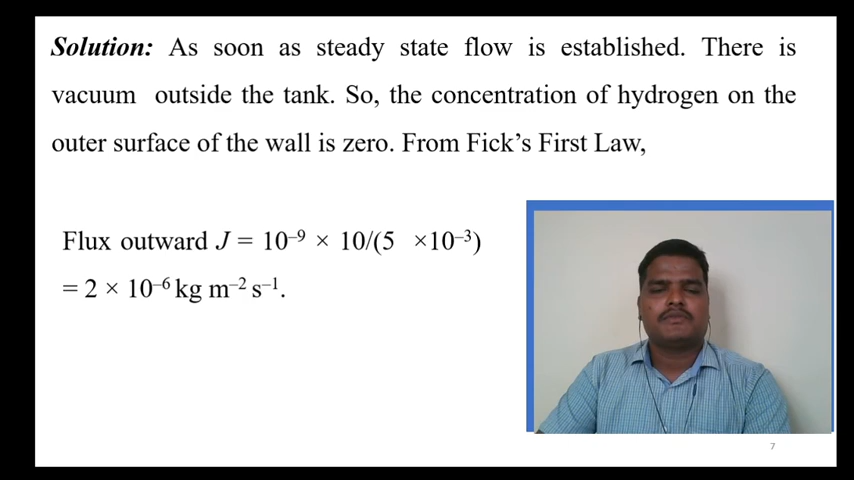 Solution: As soon as steady state flow is established. There is
vacuum outside the tank. So, the concentration of hydrogen on the
outer surface of the wall is zero. From Fick’s First Law,
Flux outward J = 10⁻⁹ × 10/(5 ×10⁻³)
= 2 × 10⁻⁶ kg m⁻² s⁻¹.
7